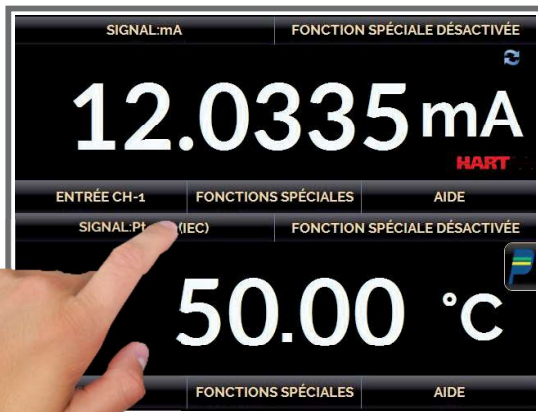 SIGNAL:mA FONCTION SPÉCIALE DÉSACTIVÉE
12.0335 mA
HART
ENTRÉE CH-1 FONCTIONS SPÉCIALES AIDE
SIGNAL:Pt (IEC) FONCTION SPÉCIALE DÉSACTIVÉE
50.00 °C
FONCTIONS SPÉCIALES AIDE